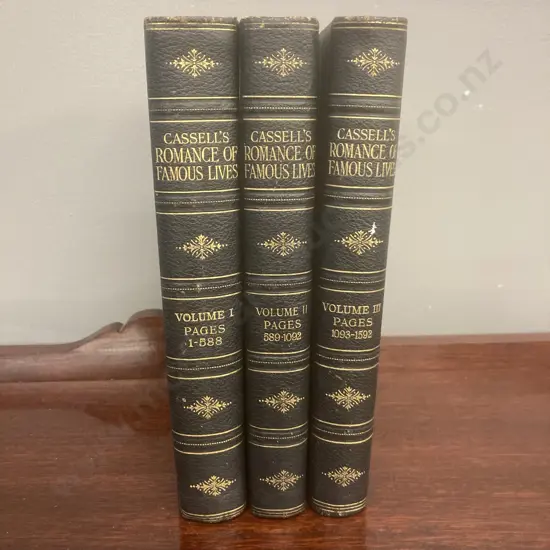 CASSELL'S
ROMANCE OF
FAMOUS LIVES
VOLUME I
PAGES
1-588
CASSELL'S
ROMANCE OF
FAMOUS LIVES
VOLUME II
PAGES
589-1092
CASSELL'S
ROMANCE OF
FAMOUS LIVES
VOLUME III
PAGES
1093-1592